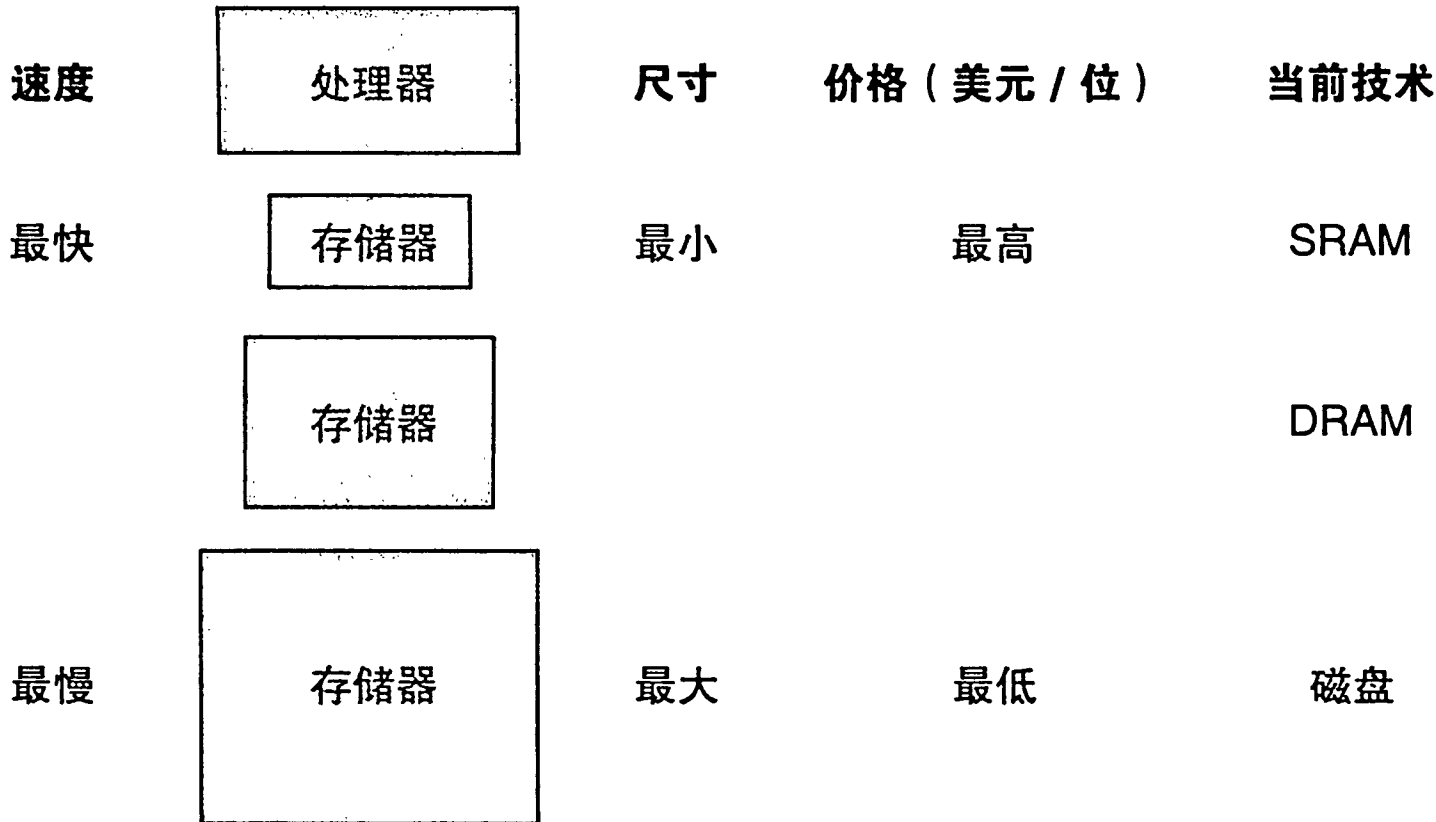 速度 处理器 尺寸 价格（美元 / 位） 当前技术
最快 存储器 最小 最高 SRAM
存储器 DRAM
最慢 存储器 最大 最低 磁盘